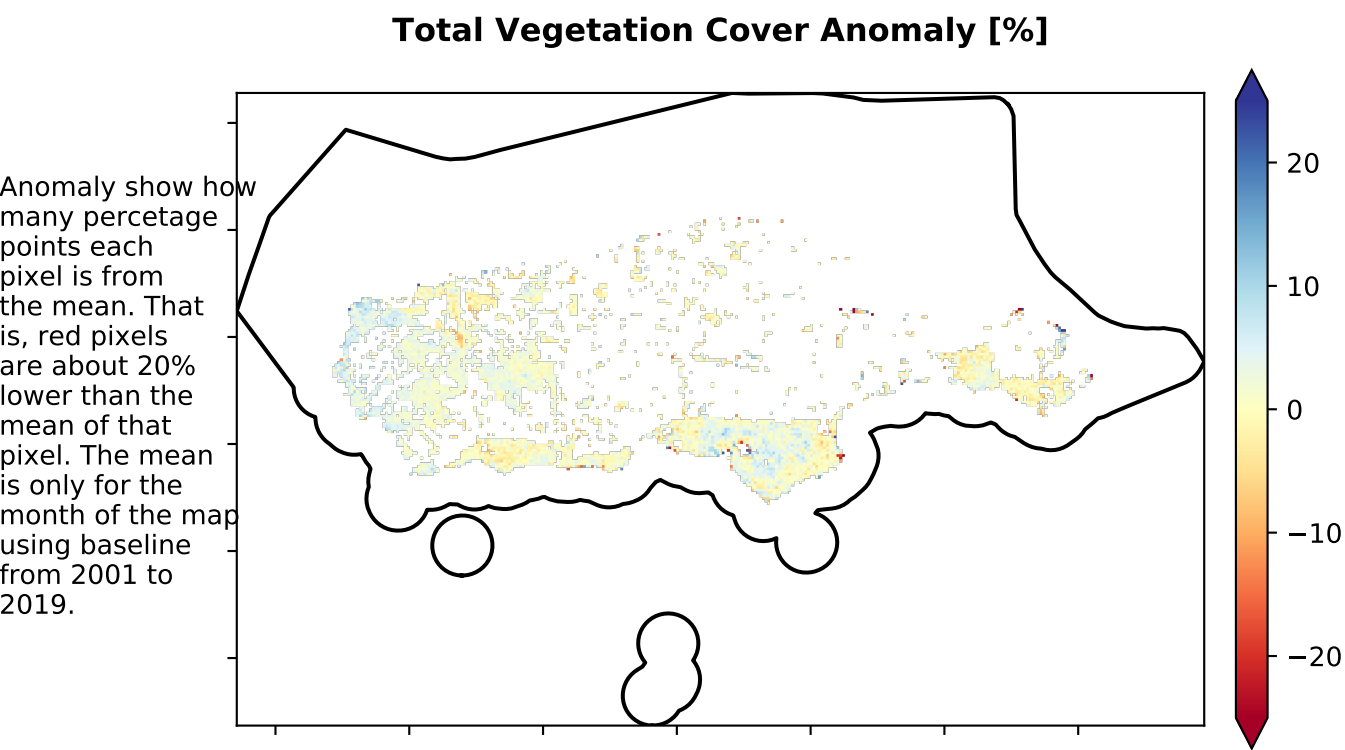 Total Vegetation Cover Anomaly [%]
Anomaly show how
many percetage
points each
pixel is from
the mean. That
is, red pixels
are about 20%
lower than the
mean of that
pixel. The mean
is only for the
month of the map
using baseline
from 2001 to
2019.
20
10
0
−10
−20